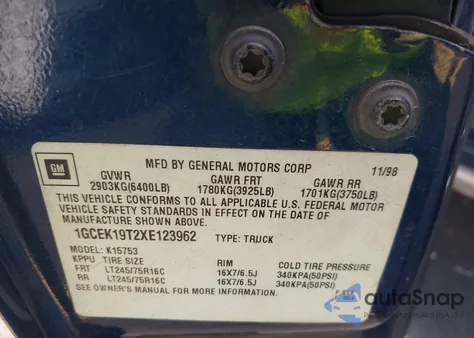 MFD BY GENERAL MOTORS CORP 11/98
GM GVWR GAWR FRT GAWR RR
2903KG(6400LB) 1780KG(3925LB) 1701KG(3750LB)
THIS VEHICLE CONFORMS TO ALL APPLICABLE U.S. FEDERAL MOTOR
VEHICLE SAFETY STANDARDS IN EFFECT ON THE DATE OF
MANUFACTURE SHOWN ABOVE.
1GCEK19T2XE123962 TYPE: TRUCK
MODEL: K15753
KPPU TIRE SIZE RIM COLD TIRE PRESSURE
FRT LT245/75R16C 16X7/6.5J 340KPA(50PSI)
RR LT245/75R16C 16X7/6.5J 340KPA(50PSI)
SEE OWNER'S MANUAL FOR MORE INFORMATION.
autoSnap